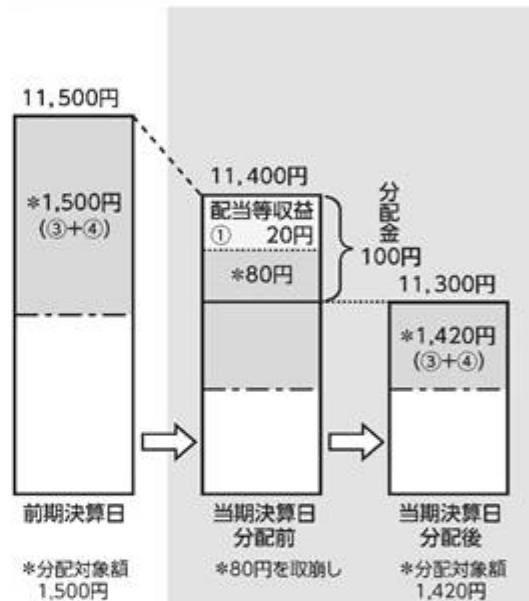 11,500円
*1,500円
(③+④)
前期決算日
*分配対象額
1,500円
11,400円
配当等収益
① 20円
*80円
分配金
100円
当期決算日
分配前
*80円を取崩し
11,300円
*1,420円
(③+④)
当期決算日
分配後
*分配対象額
1,420円